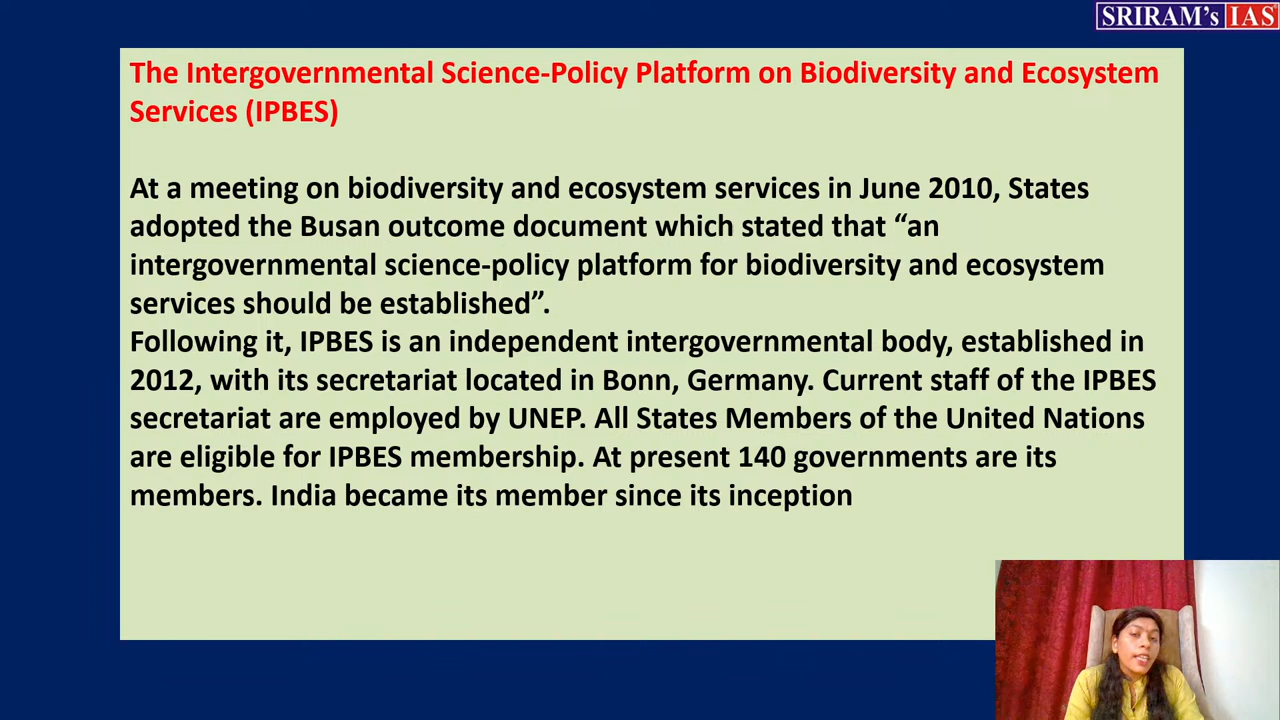 SRIRAM's IAS
The Intergovernmental Science-Policy Platform on Biodiversity and Ecosystem
Services (IPBES)
At a meeting on biodiversity and ecosystem services in June 2010, States
adopted the Busan outcome document which stated that “an
intergovernmental science-policy platform for biodiversity and ecosystem
services should be established”.
Following it, IPBES is an independent intergovernmental body, established in
2012, with its secretariat located in Bonn, Germany. Current staff of the IPBES
secretariat are employed by UNEP. All States Members of the United Nations
are eligible for IPBES membership. At present 140 governments are its
members. India became its member since its inception